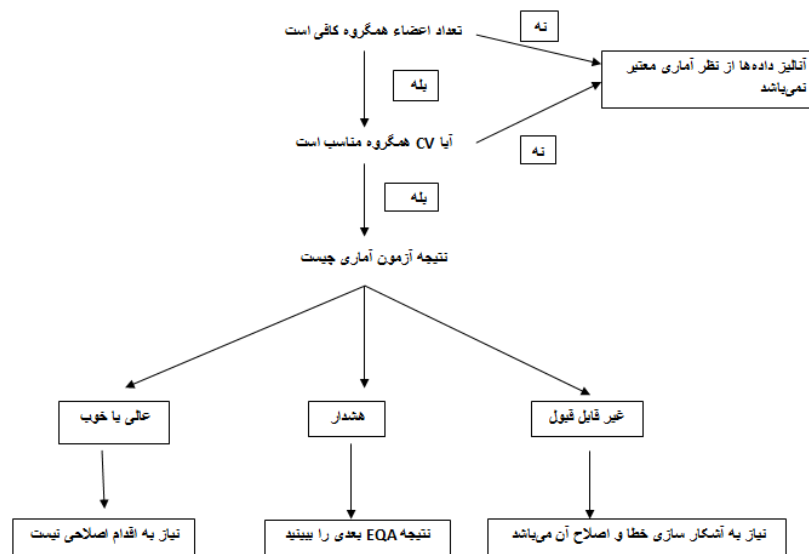 تعداد اعضاء همگروه کافی است
نه
آنالیز داده‌ها از نظر آماری معتبر
نمی‌باشد
بله
آیا CV همگروه مناسب است
نه
بله
نتیجه آزمون آماری چیست
غیر قابل قبول
هشدار
عالی یا خوب
نیاز به آشکار سازی خطا و اصلاح آن می‌باشد
نتیجه EQA بعدی را ببینید
نیاز به اقدام اصلاحی نیست